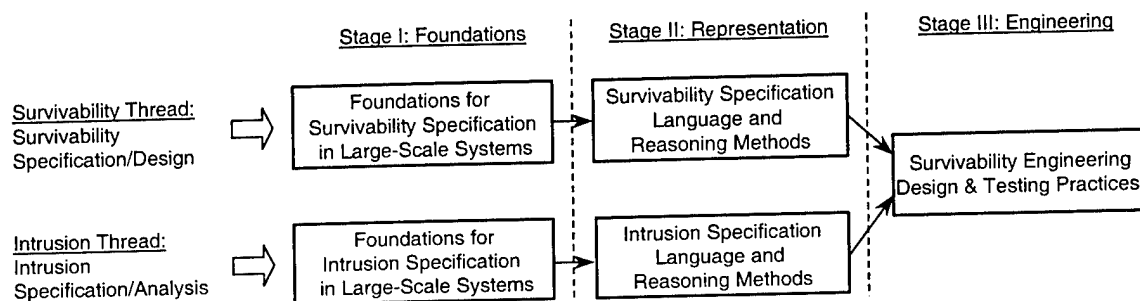 Stage I: Foundations
Stage II: Representation
Stage III: Engineering
Survivability Thread:
Survivability
Specification/Design
Foundations for
Survivability Specification
in Large-Scale Systems
Survivability Specification
Language and
Reasoning Methods
Survivability Engineering
Design & Testing Practices
Intrusion Thread:
Intrusion
Specification/Analysis
Foundations for
Intrusion Specification
in Large-Scale Systems
Intrusion Specification
Language and
Reasoning Methods